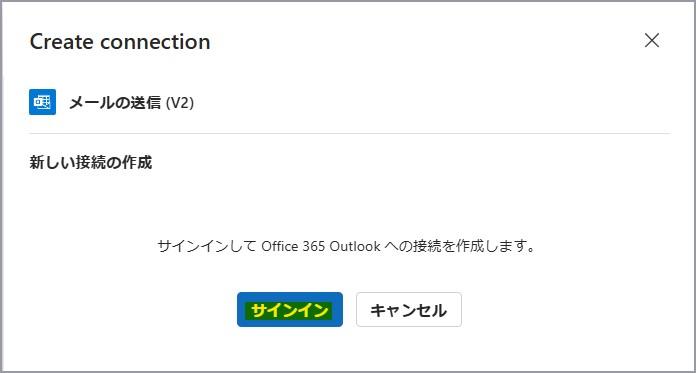 Create connection
メールの送信 (V2)
新しい接続の作成
サインインして Office 365 Outlook への接続を作成します。
サインイン
キャンセル